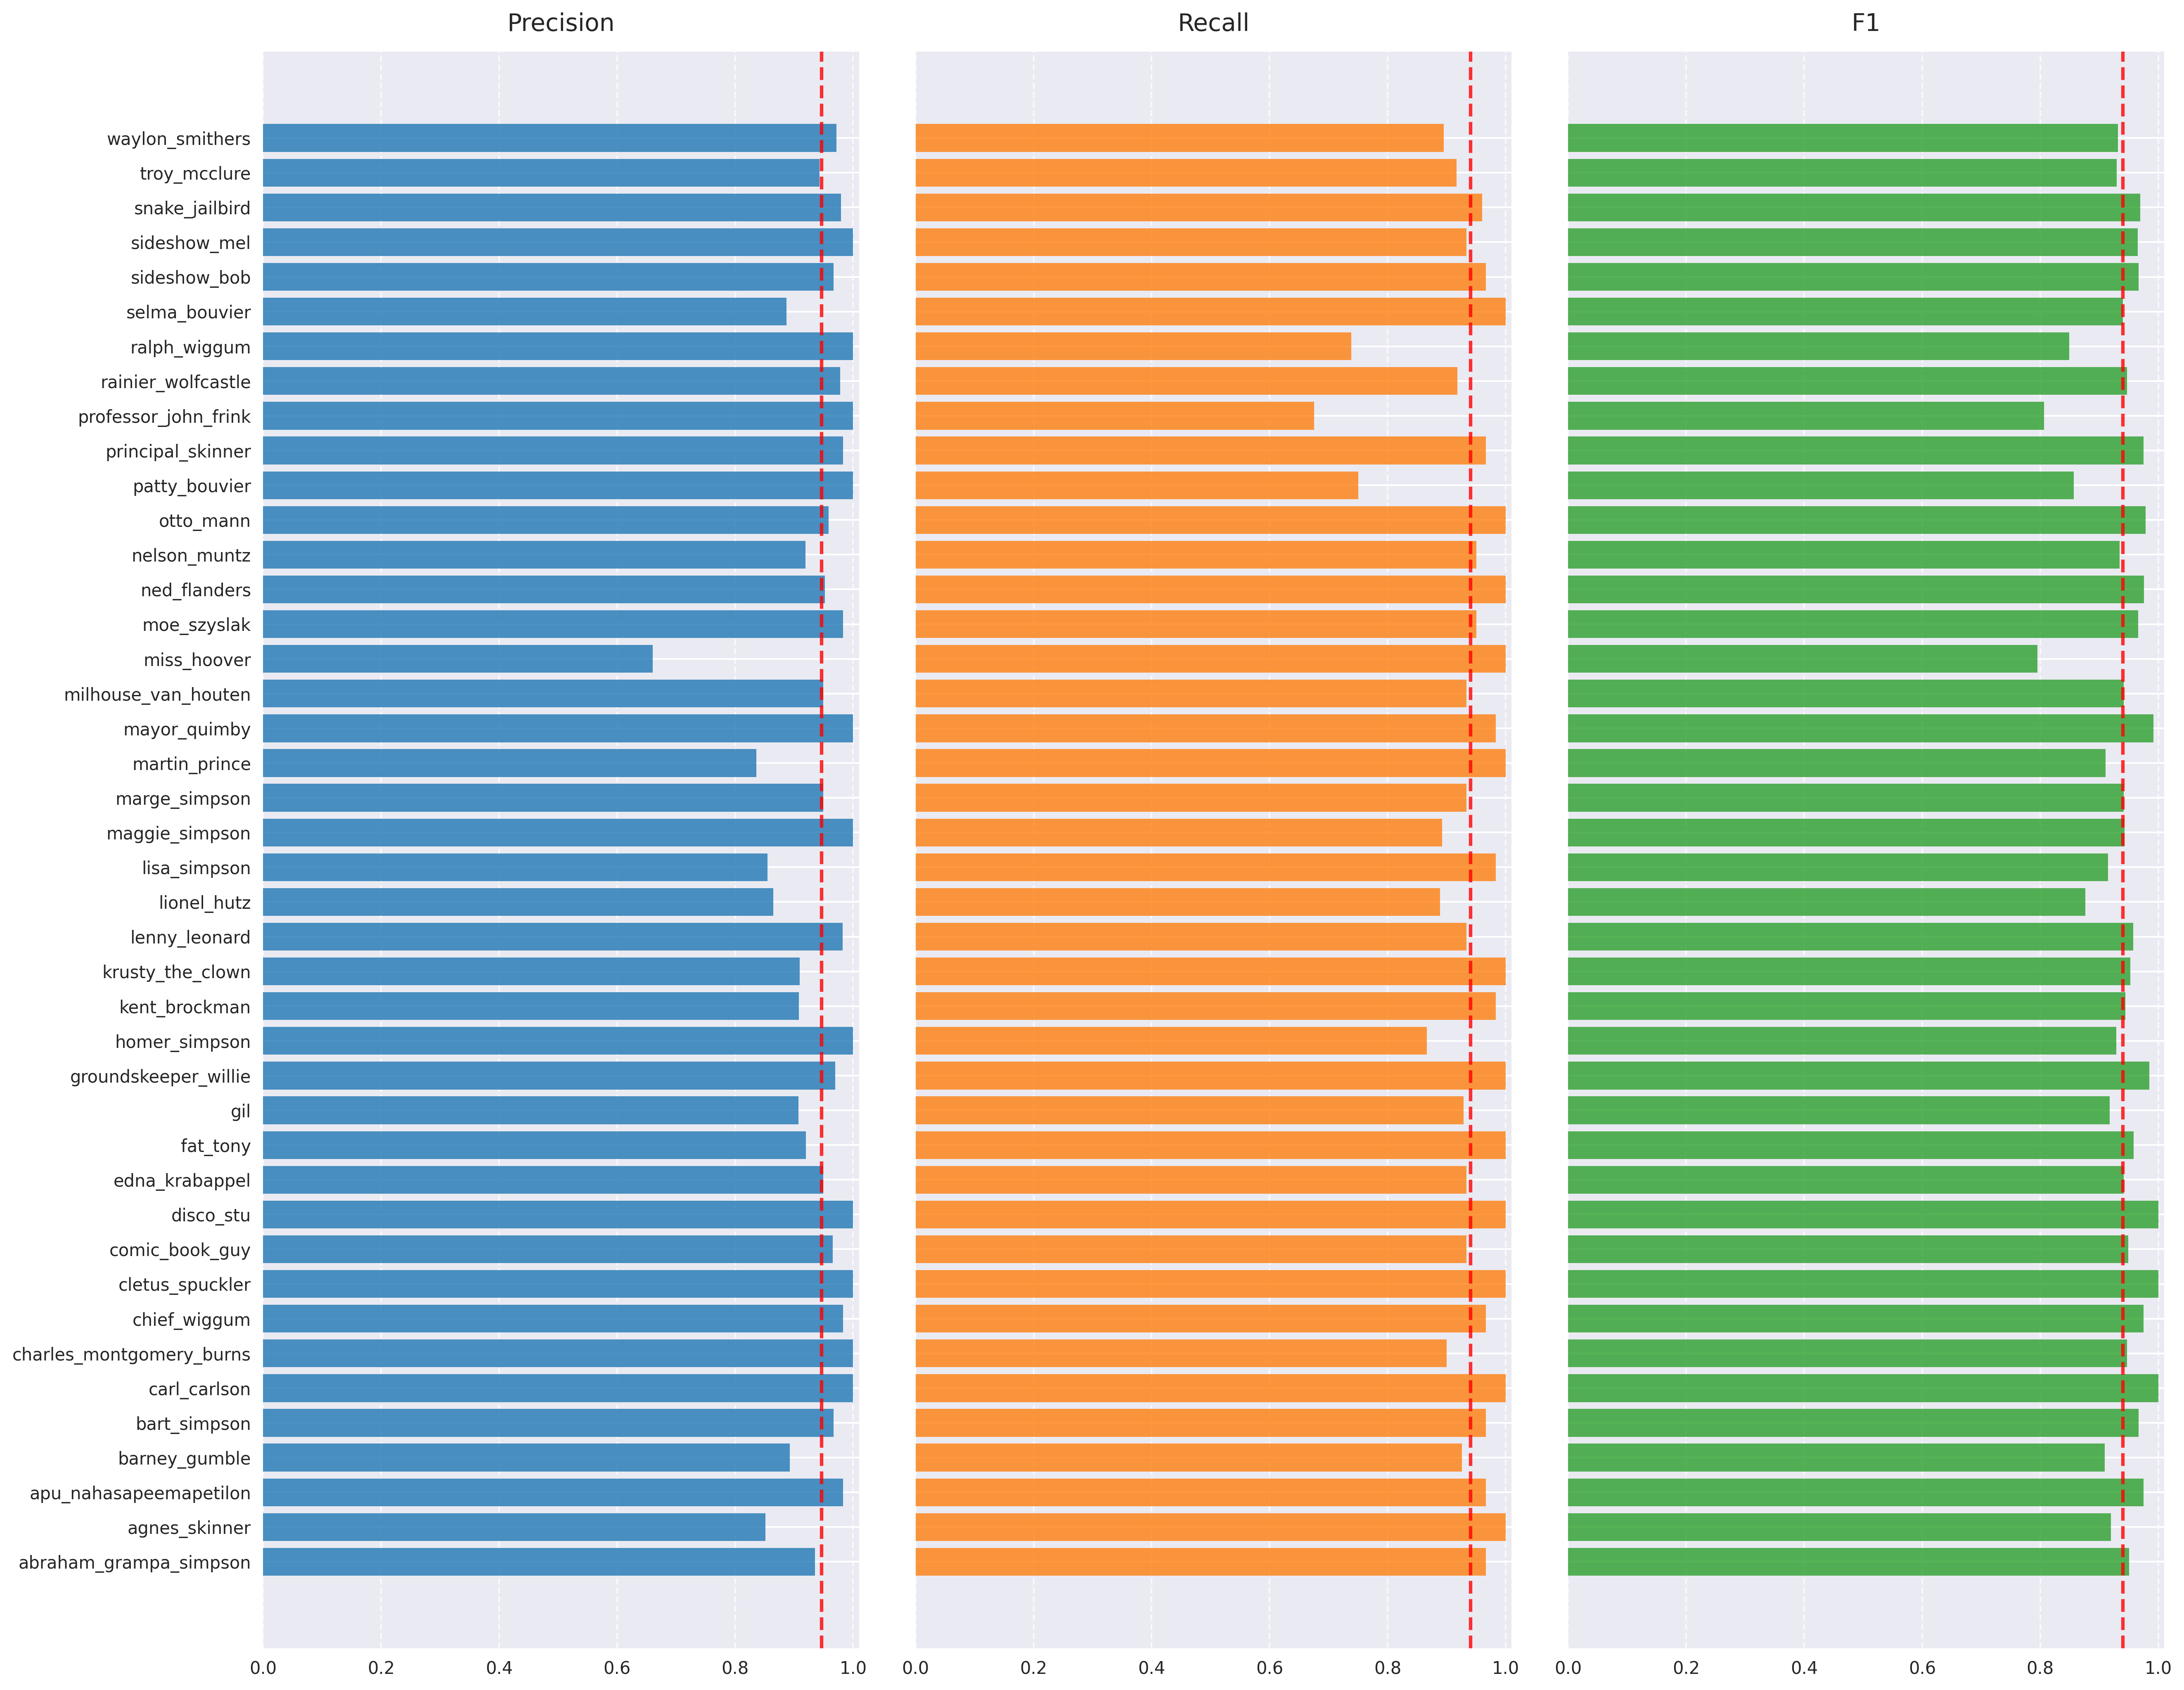 Precision
Recall
F1
waylon_smithers
troy_mcclure
snake_jailbird
sideshow_mel
sideshow_bob
selma_bouvier
ralph_wiggum
rainier_wolfcastle
professor_john_frink
principal_skinner
patty_bouvier
otto_mann
nelson_muntz
ned_flanders
moe_szyslak
miss_hoover
milhouse_van_houten
mayor_quimby
martin_prince
marge_simpson
maggie_simpson
lisa_simpson
lionel_hutz
lenny_leonard
krusty_the_clown
kent_brockman
homer_simpson
groundskeeper_willie
gil
fat_tony
edna_krabappel
disco_stu
comic_book_guy
cletus_spuckler
chief_wiggum
charles_montgomery_burns
carl_carlson
bart_simpson
barney_gumble
apu_nahasapeemapetilon
agnes_skinner
abraham_grampa_simpson
0.0 0.2 0.4 0.6 0.8 1.0
0.0 0.2 0.4 0.6 0.8 1.0
0.0 0.2 0.4 0.6 0.8 1.0